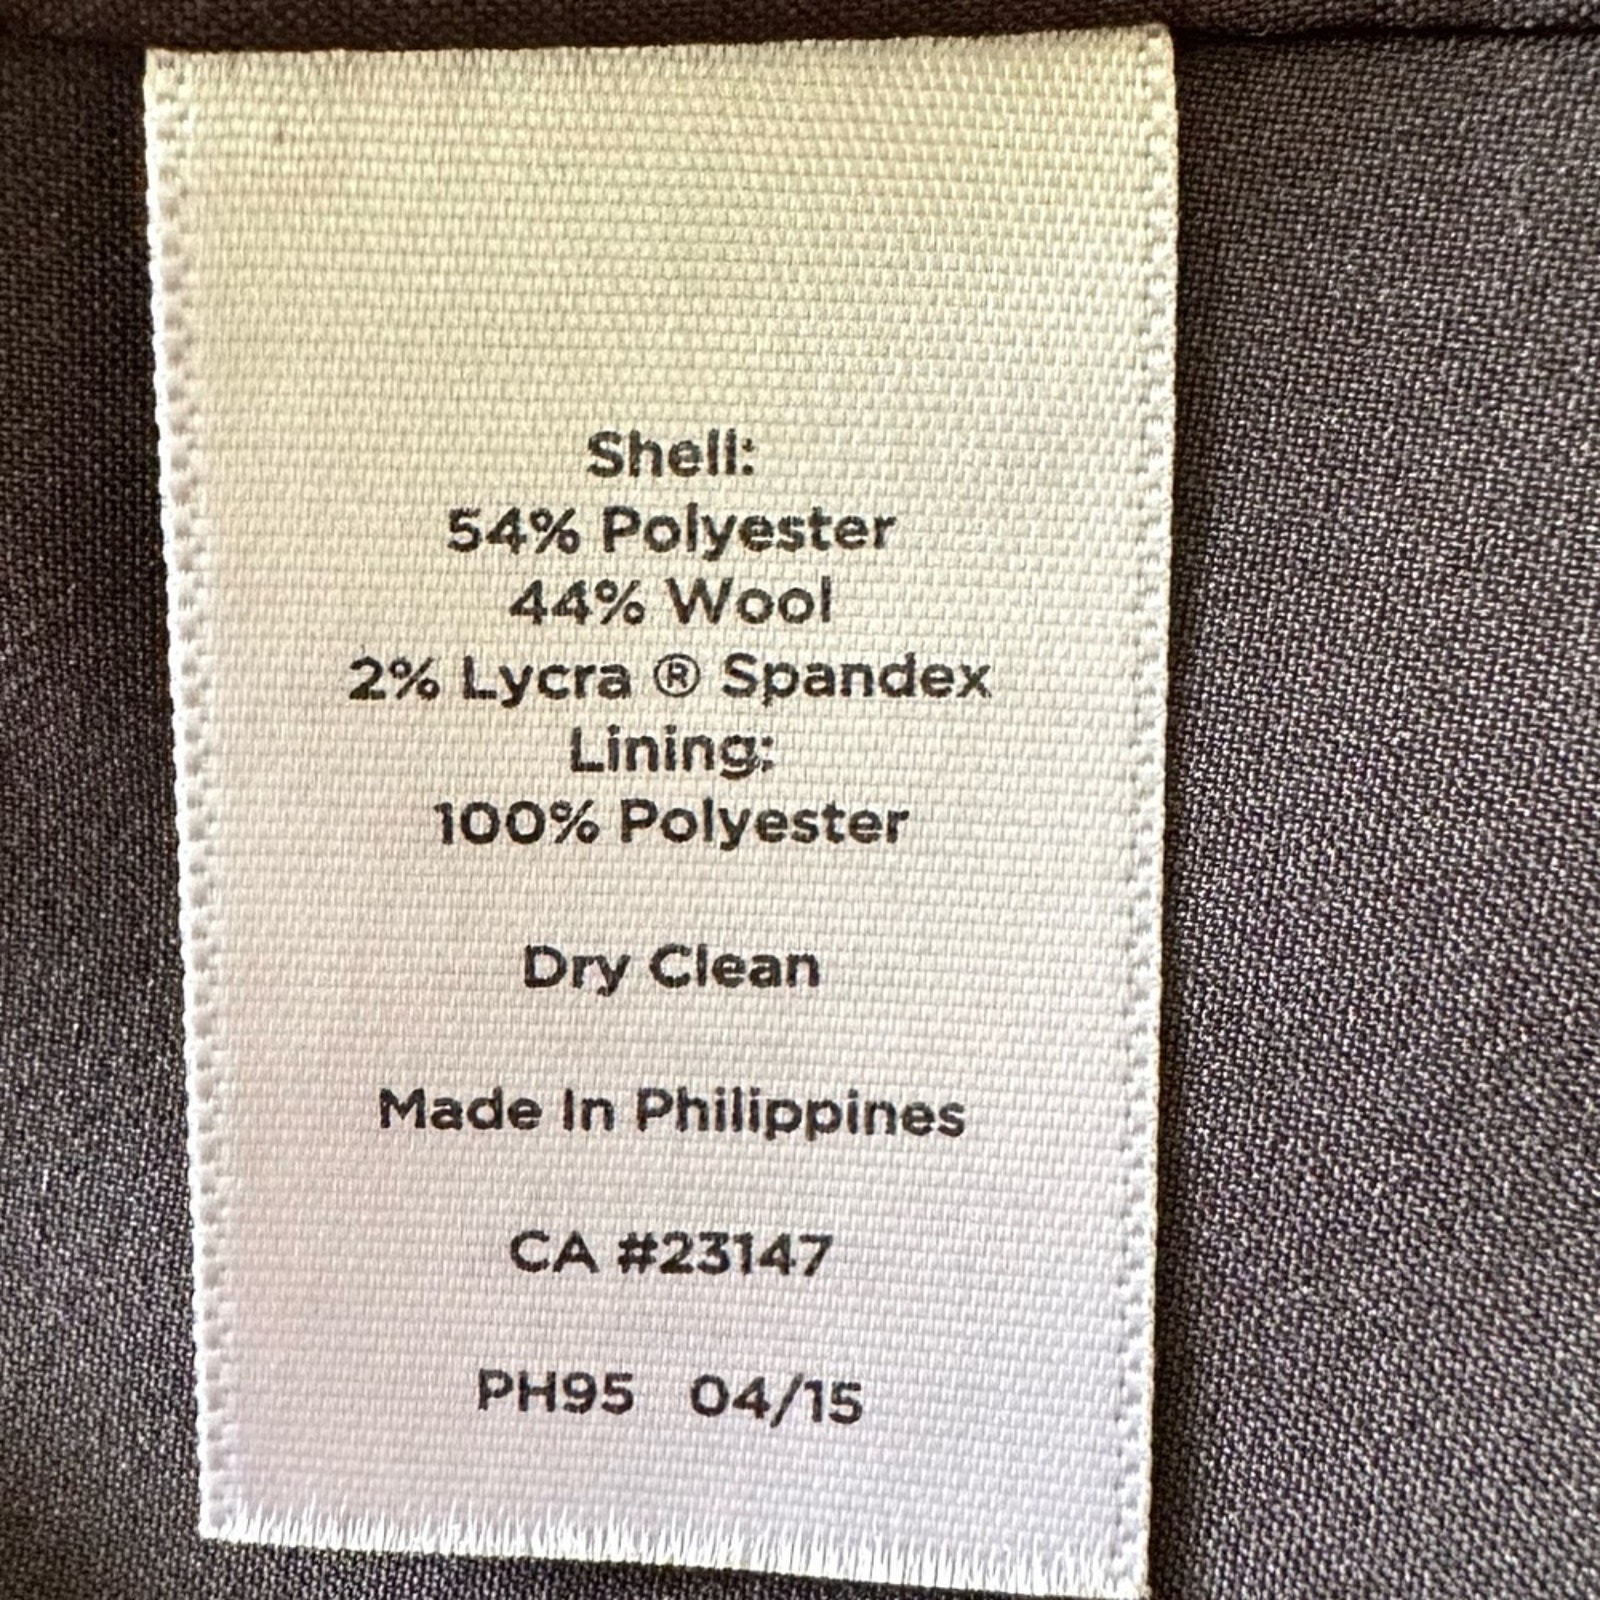 Shell:
54% Polyester
44% Wool
2% Lycra ® Spandex
Lining:
100% Polyester
Dry Clean
Made In Philippines
CA #23147
PH95 04/15